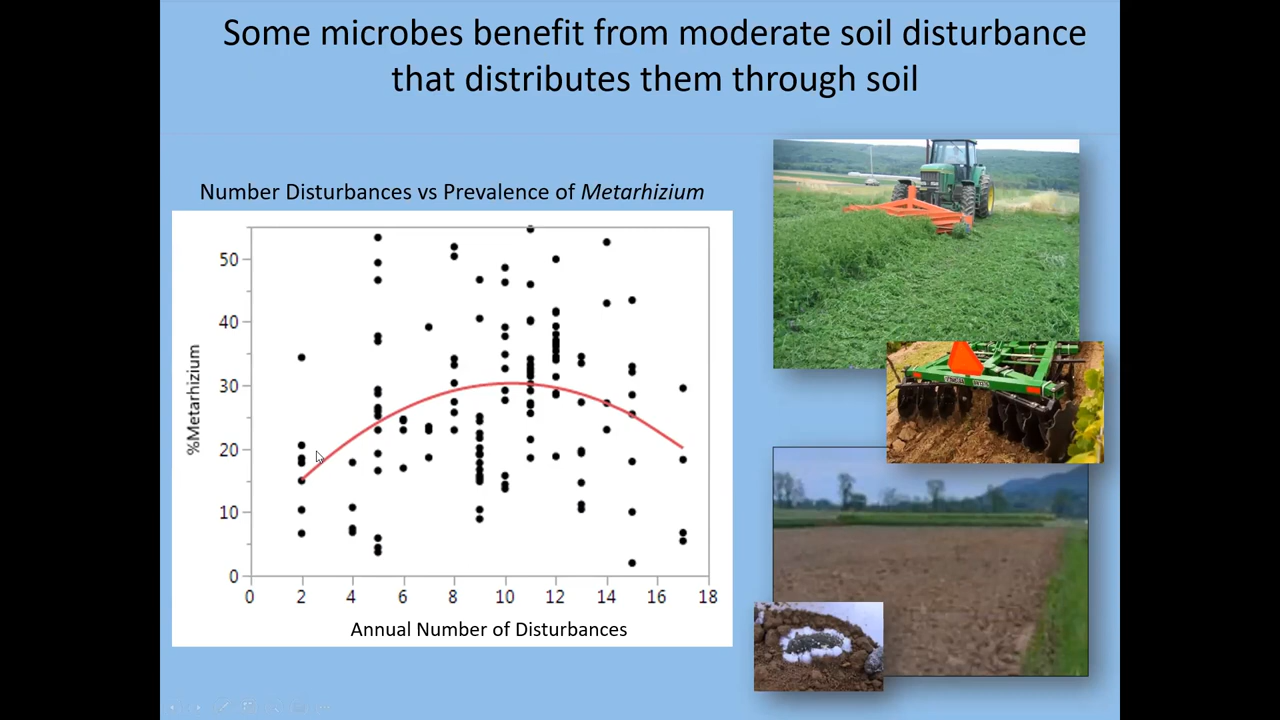 Some microbes benefit from moderate soil disturbance
that distributes them through soil
Number Disturbances vs Prevalence of Metarhizium
%Metarhizium
50
40
30
20
10
0
0 2 4 6 8 10 12 14 16 18
Annual Number of Disturbances